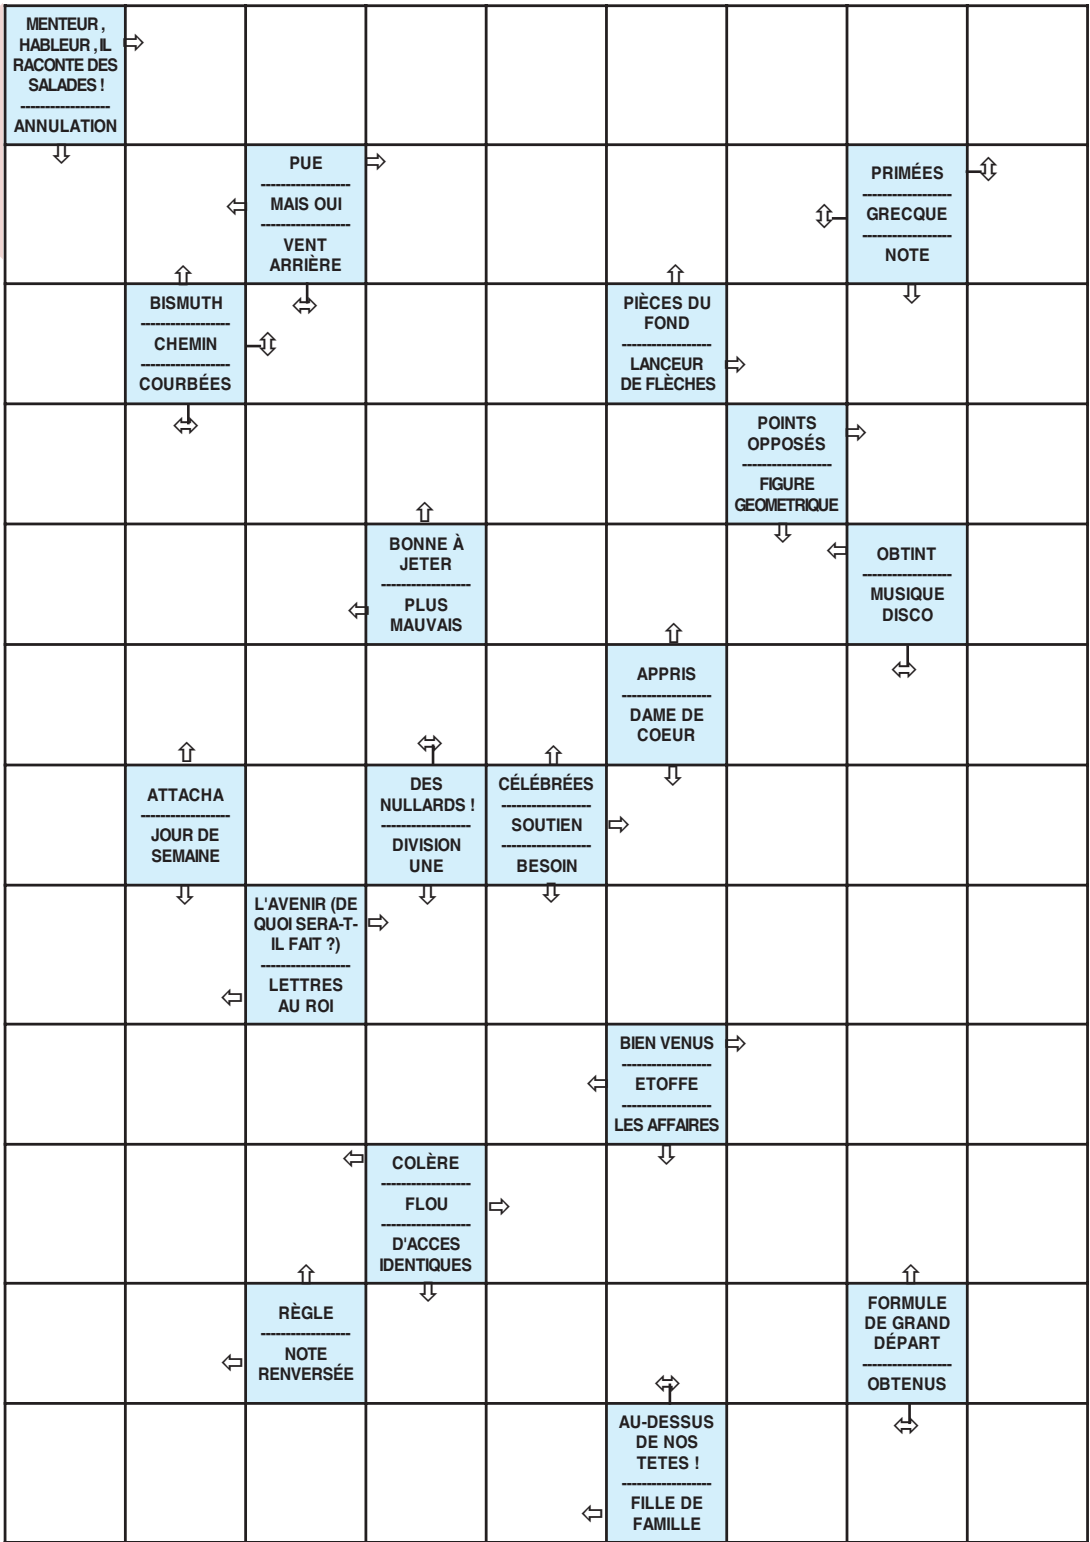 MENTEUR ,
HABLEUR , IL
RACONTE DES
SALADES !
------------------
ANNULATION
PUE
------------------
MAIS OUI
------------------
VENT
ARRIÈRE
PRIMÉES
------------------
GRECQUE
------------------
NOTE
BISMUTH
------------------
CHEMIN
------------------
COURBÉES
PIÈCES DU
FOND
------------------
LANCEUR
DE FLÈCHES
POINTS
OPPOSÉS
------------------
FIGURE
GEOMETRIQUE
BONNE À
JETER
------------------
PLUS
MAUVAIS
OBTINT
------------------
MUSIQUE
DISCO
APPRIS
------------------
DAME DE
COEUR
ATTACHA
------------------
JOUR DE
SEMAINE
DES
NULLARDS !
------------------
DIVISION
UNE
CÉLÉBRÉES
------------------
SOUTIEN
------------------
BESOIN
L'AVENIR (DE
QUOI SERA-T-
IL FAIT ?)
------------------
LETTRES
AU ROI
BIEN VENUS
------------------
ETOFFE
------------------
LES AFFAIRES
COLÈRE
------------------
FLOU
------------------
D'ACCES
IDENTIQUES
RÈGLE
------------------
NOTE
RENVERSÉE
FORMULE
DE GRAND
DÉPART
------------------
OBTENUS
AU-DESSUS
DE NOS
TETES !
------------------
FILLE DE
FAMILLE